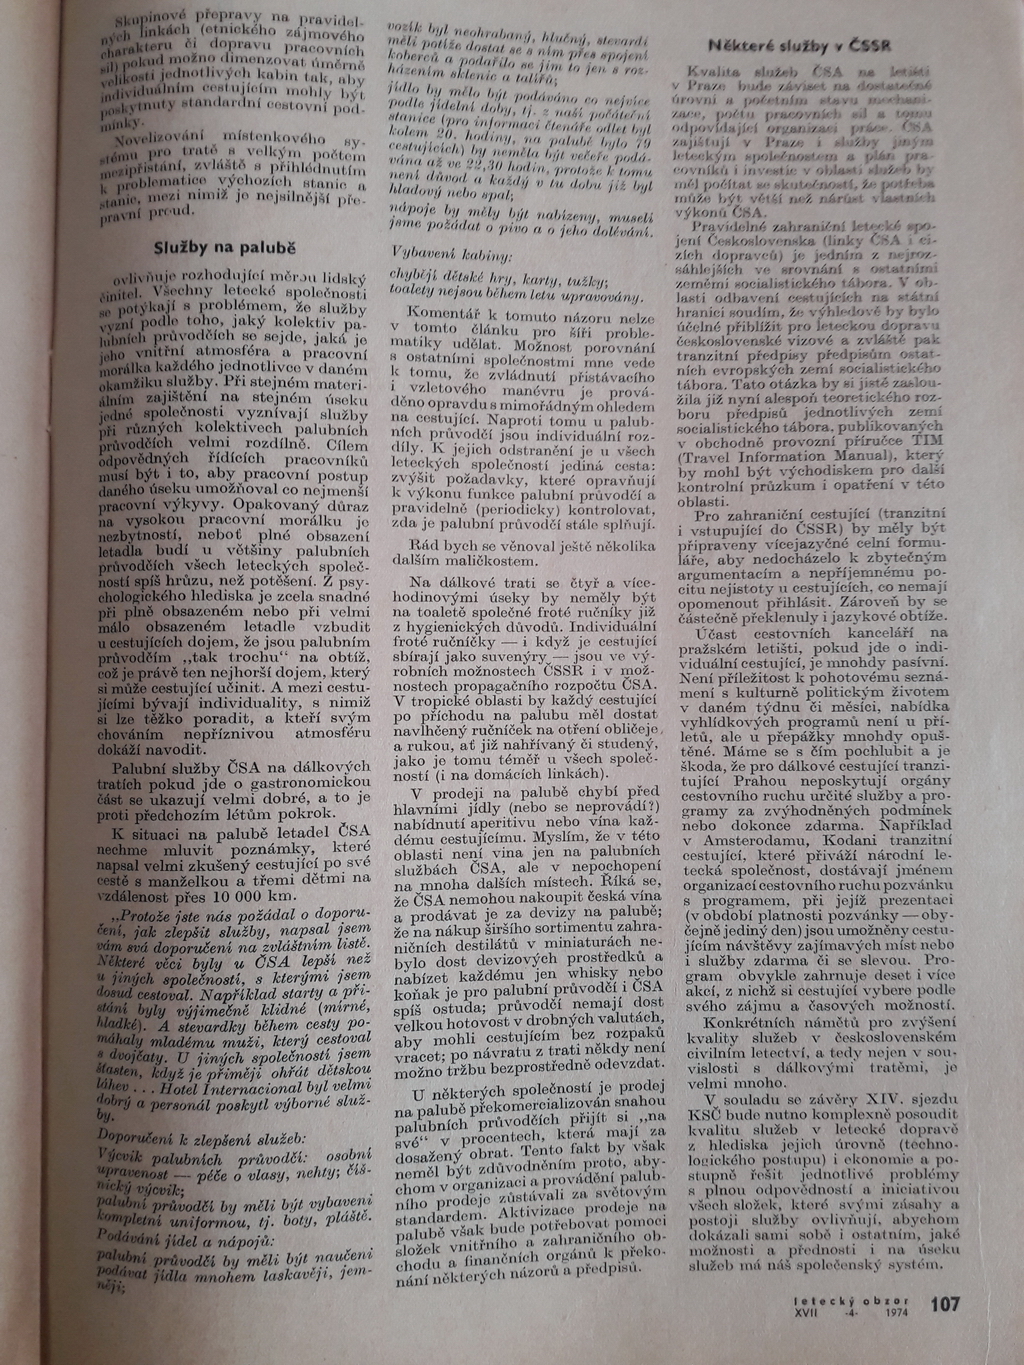 Skupinové přepravy na pravidel-
ných linkách (etnického zájmového
charakteru či dopravu pracovních
sil) pokud možno dimenzovat úměrně
velikosti jednotlivých kabin tak, aby
individuálním cestujícím mohly být
poskytnuty standardní cestovní pod-
mínky.
Novelizování místenkového sy-
stému pro tratě s velkým počtem
mezipřistání, zvláště s přihlédnutím
k problematice výchozích stanic a
stanic, mezi nimiž je nejsilnější pře-
pravní proud.
Služby na palubě
ovlivňuje rozhodující měrou lidský
činitel. Všechny letecké společnosti
se potýkají s problémem, že služby
vyzní podle toho, jaký kolektiv pa-
lubních průvodčích se sejde, jaká je
jeho vnitřní atmosféra a pracovní
morálka každého jednotlivce v daném
okamžiku služby. Při stejném materi-
álním zajištění na stejném úseku
jedné společnosti vyznívají služby
při různých kolektivech palubních
průvodčích velmi rozdílně. Cílem
odpovědných řídících pracovníků
musí být i to, aby pracovní postup
daného úseku umožňoval co nejmenší
pracovní výkyvy. Opakovaný důraz
na vysokou pracovní morálku je
nezbytností, neboť plné obsazení
letadla budí u většiny palubních
průvodčích všech leteckých společ-
ností spíš hrůzu, než potěšení. Z psy-
chologického hlediska je zcela snadné
při plně obsazeném nebo při velmi
málo obsazeném letadle vzbudit
u cestujících dojem, že jsou palubním
průvodčím „tak trochu“ na obtíž,
což je právě ten nejhorší dojem, který
si může cestující učinit. A mezi cestu-
jícími bývají individuality, s nimiž
si lze těžko poradit, a kteří svým
chováním nepříznivou atmosféru
dokáží navodit.
Palubní služby ČSA na dálkových
tratích pokud jde o gastronomickou
část se ukazují velmi dobré, a to je
proti předchozím létům pokrok.
K situaci na palubě letadel ČSA
nechme mluvit poznámky, které
napsal velmi zkušený cestující po své
cestě s manželkou a třemi dětmi na
vzdálenost přes 10 000 km.
„Protože jste nás požádal o doporu-
čení, jak zlepšit služby, napsal jsem
vám svá doporučení na zvláštním listě.
Některé věci byly u ČSA lepší než
u jiných společností, s kterými jsem
dosud cestoval. Například starty a při-
stání byly výjimečně klidné (mírné,
hladké). A stevardky během cesty po-
máhaly mladému muži, který cestoval
s dvojčaty. U jiných společností jsem
šťasten, když je přiměji ohřát dětskou
láhev . . . Hotel Internacional byl velmi
dobrý a personál poskytl výborné služ-
by.
Doporučení k zlepšení služeb:
Výcvik palubních průvodčí: osobní
upravenost — péče o vlasy, nehty; číš-
nický výcvik;
palubní průvodčí by měli být vybaveni
kompletní uniformou, tj. boty, pláště.
Podávání jídel a nápojů:
palubní průvodčí by měli být naučeni
podávat jídla mnohem laskavěji, jem-
něji;
vozík byl neohrabaný, hlučný, stevardi
měli potíže dostat se s ním přes spojení
koberců a podařilo se jim to jen s roz-
házením sklenic a talířů;
jídlo by mělo být podáváno co nejvíce
podle jídelní doby, tj. z naší počáteční
stanice (pro informaci čtenáře odlet byl
kolem 20. hodiny, na palubě bylo 79
cestujících) by neměla být večeře podá-
vána až ve 22,30 hodin, protože k tomu
není důvod a každý v tu dobu již byl
hladový nebo spal;
nápoje by měly být nabízeny, museli
jsme požádat o pivo a o jeho dolévání.
Vybavení kabiny:
chybějí dětské hry, karty, tužky;
toalety nejsou během letu upravovány.
Komentář k tomuto názoru nelze
v tomto článku pro šíři proble-
matiky udělat. Možnost porovnání
s ostatními společnostmi mne vede
k tomu, že zvládnutí přistávacího
i vzletového manévru je prová-
děno opravdu s mimořádným ohledem
na cestující. Naproti tomu u palub-
ních průvodčí jsou individuální roz-
díly. K jejich odstranění je u všech
leteckých společností jediná cesta:
zvýšit požadavky, které opravňují
k výkonu funkce palubní průvodčí a
pravidelně (periodicky) kontrolovat,
zda je palubní průvodčí stále splňují.
Rád bych se věnoval ještě několika
dalším maličkostem.
Na dálkové trati se čtyř a více-
hodinovými úseky by neměly být
na toaletě společné froté ručníky již
z hygienických důvodů. Individuální
froté ručníčky — i když je cestující
sbírají jako suvenýry — jsou ve vý-
robních možnostech ČSSR i v mož-
nostech propagačního rozpočtu ČSA.
V tropické oblasti by každý cestující
po příchodu na palubu měl dostat
navlhčený ručníček na otření obličeje,
a rukou, ať již nahřívaný či studený,
jako je tomu téměř u všech společ-
ností (i na domácích linkách).
V prodeji na palubě chybí před
hlavními jídly (nebo se neprovádí?)
nabídnutí aperitivu nebo vína kaž-
dému cestujícímu. Myslím, že v této
oblasti není vina jen na palubních
službách ČSA, ale v nepochopení
na mnoha dalších místech. Říká se,
že ČSA nemohou nakoupit česká vína
a prodávat je za devizy na palubě;
že na nákup širšího sortimentu zahra-
ničních destilátů v miniaturách ne-
bylo dost devizových prostředků a
nabízet každému jen whisky nebo
koňak je pro palubní průvodčí i ČSA
spíš ostuda; průvodčí nemají dost
velkou hotovost v drobných valutách,
aby mohli cestujícím bez rozpaků
vracet; po návratu z trati někdy není
možno tržbu bezprostředně odevzdat.
U některých společností je prodej
na palubě překomercializován snahou
palubních průvodčích přijít si „na
své“ v procentech, která mají za
dosažený obrat. Tento fakt by však
neměl být zdůvodněním proto, aby-
chom v organizaci a provádění palub-
ního prodeje zůstávali za světovým
standardem. Aktivizace prodeje na
palubě však bude potřebovat pomoci
složek vnitřního a zahraničního ob-
chodu a finančních orgánů k překo-
nání některých názorů a předpisů.
Některé služby v ČSSR
Kvalita služeb ČSA na letišti
v Praze bude záviset na dostatečné
úrovni a početním stavu mechani-
zace, počtu pracovních sil a tomu
odpovídající organizaci práce. ČSA
zajištují v Praze i služby jiným
leteckým společnostem a plán pra-
covníků i investic v oblasti služeb by
měl počítat se skutečností, že potřeba
může být větší než nárůst vlastních
výkonů ČSA.
Pravidelné zahraniční letecké spo-
jení Československa (linky ČSA i ci-
zích dopravců) je jedním z nejroz-
sáhlejších ve srovnání s ostatními
zeměmi socialistického tábora. V ob-
lasti odbavení cestujících na státní
hranici soudím, že výhledově by bylo
účelné přiblížit pro leteckou dopravu
československé vízové a zvláště pak
tranzitní předpisy předpisům ostat-
ních evropských zemí socialistického
tábora. Tato otázka by si jistě zaslou-
žila již nyní alespoň teoretického roz-
boru předpisů jednotlivých zemí
socialistického tábora, publikovaných
v obchodně provozní příručce TIM
(Travel Information Manual), který
by mohl být východiskem pro další
kontrolní průzkum i opatření v této
oblasti.
Pro zahraniční cestující (tranzitní
i vstupující do ČSSR) by měly být
připraveny vícejazyčné celní formu-
láře, aby nedocházelo k zbytečným
argumentacím a nepříjemnému po-
citu nejistoty u cestujících, co nemají
opomenout přihlásit. Zároveň by se
částečně překlenuly i jazykové obtíže.
Účast cestovních kanceláří na
pražském letišti, pokud jde o indi-
viduální cestující, je mnohdy pasívní.
Není příležitost k pohotovému sezná-
mení s kulturně politickým životem
v daném týdnu či měsíci, nabídka
vyhlídkových programů není u pří-
letů, ale u přepážky mnohdy opuš-
těné. Máme se s čím pochlubit a je
škoda, že pro dálkové cestující tranzi-
tující Prahou neposkytují orgány
cestovního ruchu určité služby a pro-
gramy za zvýhodněných podmínek
nebo dokonce zdarma. Například
v Amsterodamu, Kodani tranzitní
cestující, které přiváží národní le-
tecká společnost, dostávají jménem
organizací cestovního ruchu pozvánku
s programem, při jejíž prezentaci
(v období platnosti pozvánky — oby-
čejně jediný den) jsou umožněny cestu-
jícím návštěvy zajímavých míst nebo
i služby zdarma či se slevou. Pro-
gram obvykle zahrnuje deset i více
akcí, z nichž si cestující vybere podle
svého zájmu a časových možností.
Konkrétních námětů pro zvýšení
kvality služeb v československém
civilním letectví, a tedy nejen v sou-
vislosti s dálkovými tratěmi, je
velmi mnoho.
V souladu se závěry XIV. sjezdu
KSČ bude nutno komplexně posoudit
kvalitu služeb v letecké dopravě
z hlediska jejich úrovně (techno-
logického postupu) i ekonomie a po-
stupně řešit jednotlivé problémy
s plnou odpovědností a iniciativou
všech složek, které svými zásahy a
postoji služby ovlivňují, abychom
dokázali sami sobě i ostatním, jaké
možnosti a přednosti i na úseku
služeb má náš společenský systém.
letecký obzor
XVII -4- 1974 107